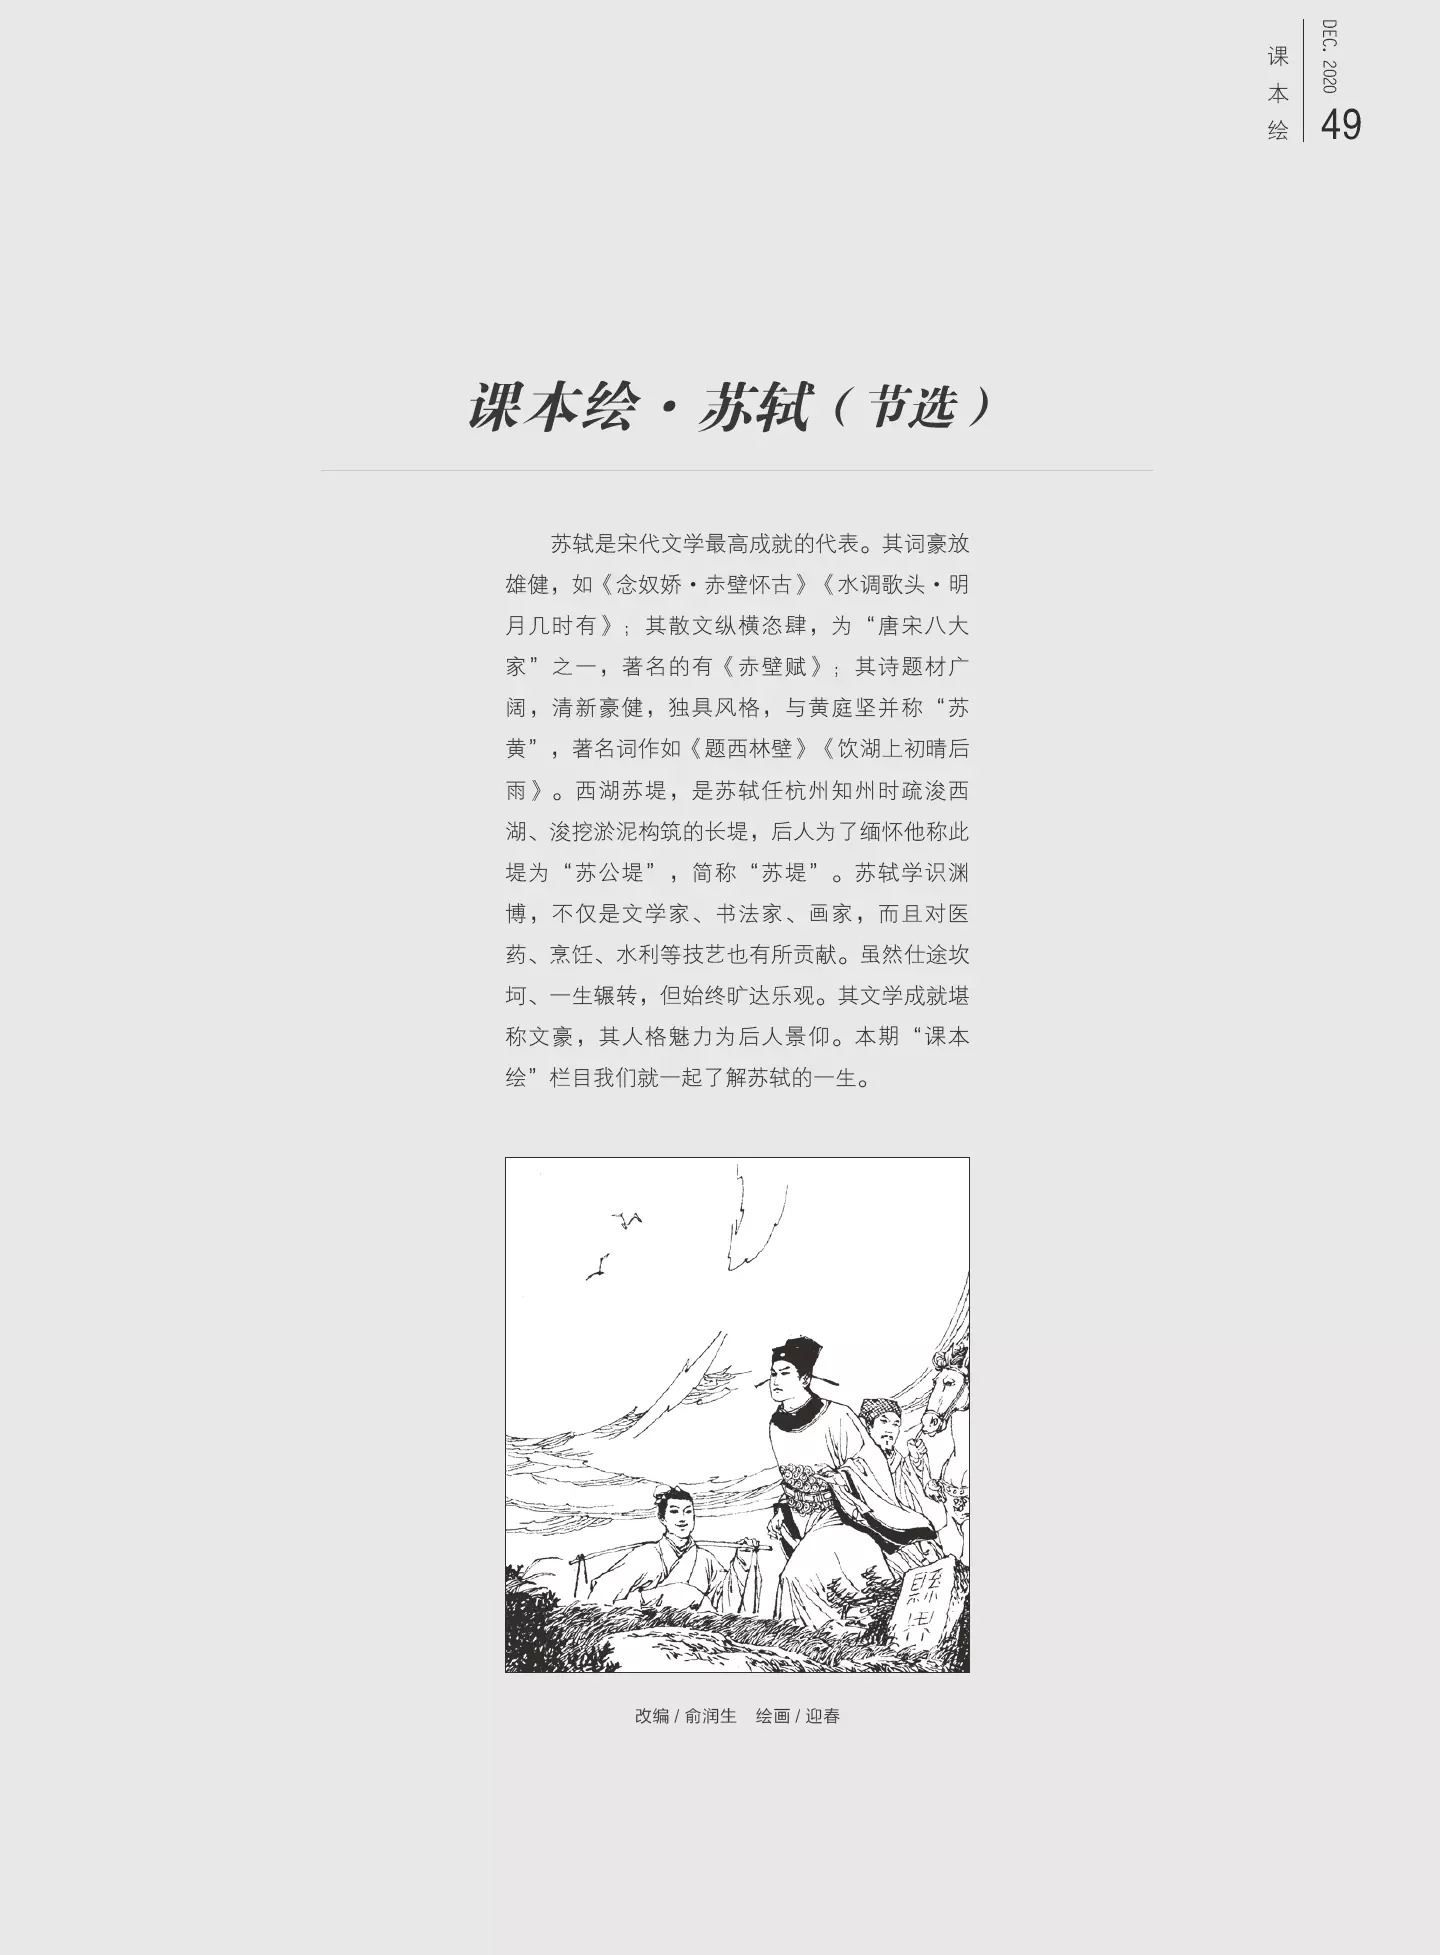 课本绘
DEC. 2020
49
课本绘·苏轼（节选）
苏轼是宋代文学最高成就的代表。其词豪放
雄健，如《念奴娇·赤壁怀古》《水调歌头·明
月几时有》；其散文纵横恣肆，为“唐宋八大
家”之一，著名的有《赤壁赋》；其诗题材广
阔，清新豪健，独具风格，与黄庭坚并称“苏
黄”，著名词作如《题西林壁》《饮湖上初晴后
雨》。西湖苏堤，是苏轼任杭州知州时疏浚西
湖、浚挖淤泥构筑的长堤，后人为了缅怀他称此
堤为“苏公堤”，简称“苏堤”。苏轼学识渊
博，不仅是文学家、书法家、画家，而且对医
药、烹饪、水利等技艺也有所贡献。虽然仕途坎
坷、一生辗转，但始终旷达乐观。其文学成就堪
称文豪，其人格魅力为后人景仰。本期“课本
绘”栏目我们就一起了解苏轼的一生。
改编 / 俞润生　绘画 / 迎春